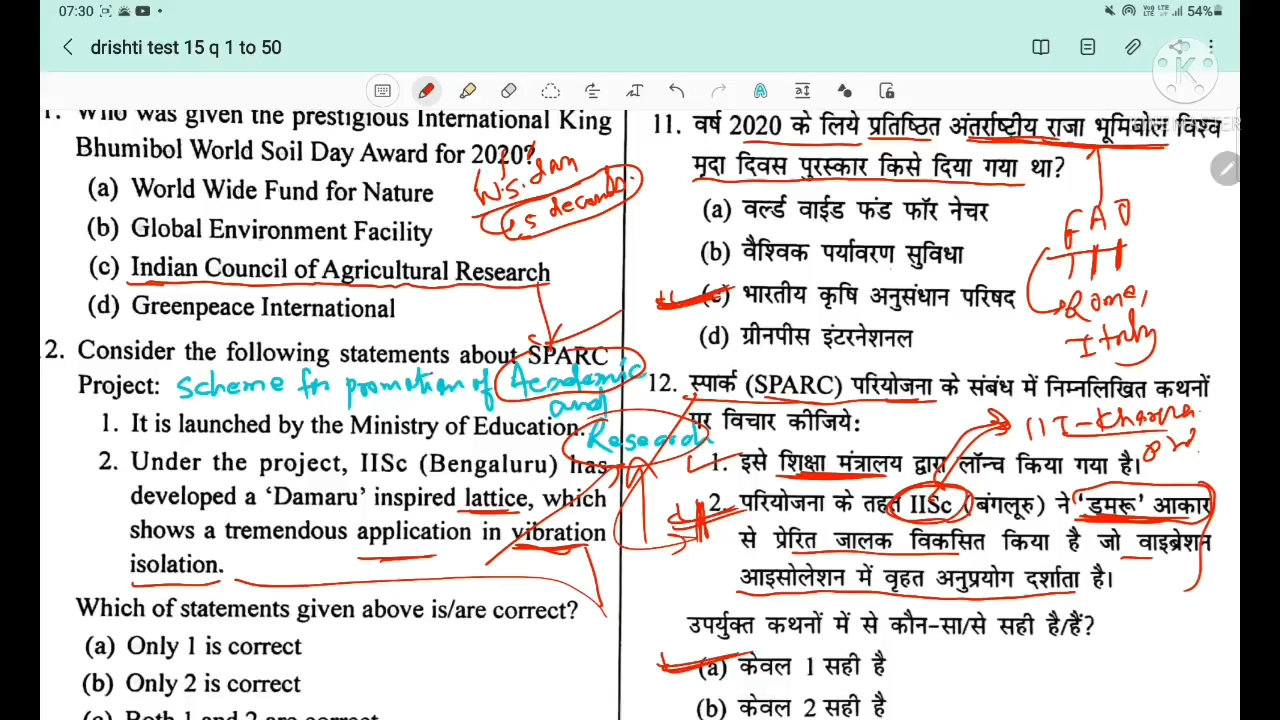 07:30
54%
drishti test 15 q 1 to 50
1. Who was given the prestigious International King
Bhumibol World Soil Day Award for 2020?
W.S. dan
(a) World Wide Fund for Nature
(b) Global Environment Facility
(c) Indian Council of Agricultural Research
(d) Greenpeace International
2. Consider the following statements about SPARC
Project: Scheme for promotion of Academic
and
Research
1. It is launched by the Ministry of Education.
2. Under the project, IISc (Bengaluru) has
developed a ‘Damaru’ inspired lattice, which
shows a tremendous application in vibration
isolation.
Which of statements given above is/are correct?
(a) Only 1 is correct
(b) Only 2 is correct
(c) Both 1 and 2 are correct
11. वर्ष 2020 के लिये प्रतिष्ठित अंतर्राष्ट्रीय राजा भूमिबोल विश्व
मृदा दिवस पुरस्कार किसे दिया गया था?
(a) वर्ल्ड वाईड फंड फॉर नेचर
(b) वैश्विक पर्यावरण सुविधा
(c) भारतीय कृषि अनुसंधान परिषद
(d) ग्रीनपीस इंटरनेशनल
FAO
Rome,
Italy
12. स्पार्क (SPARC) परियोजना के संबंध में निम्नलिखित कथनों
पर विचार कीजिये:
IIT-Kharagpur
1. इसे शिक्षा मंत्रालय द्वारा लॉन्च किया गया है।
2. परियोजना के तहत IISc (बंगलूरु) ने ‘डमरू’ आकार
से प्रेरित जालक विकसित किया है जो वाइब्रेशन
आइसोलेशन में वृहत अनुप्रयोग दर्शाता है।
उपर्युक्त कथनों में से कौन-सा/से सही है/हैं?
(a) केवल 1 सही है
(b) केवल 2 सही है